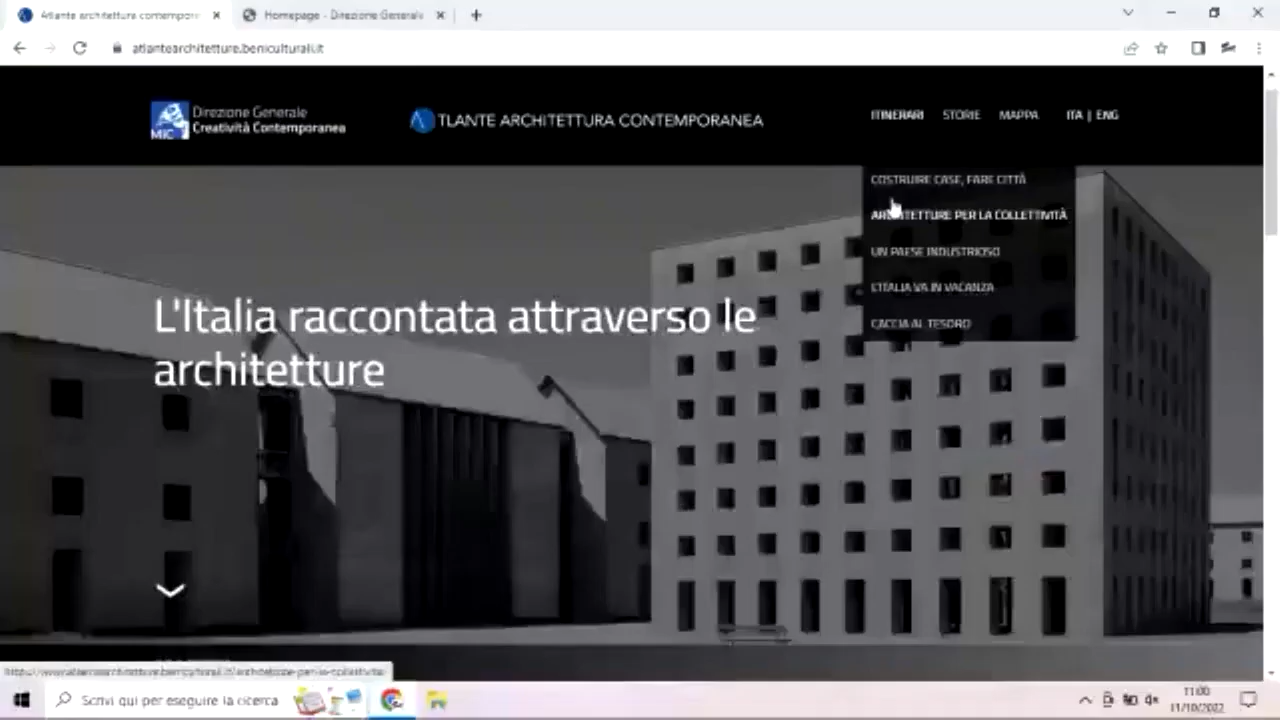 Atlante architettura contempor
Homepage - Direzione Generale
atlantearchitetture.beniculturali.it
Direzione Generale
Creatività Contemporanea
MIC
TLANTE ARCHITETTURA CONTEMPORANEA
ITINERARI STORIE MAPPA ITA | ENG
COSTRUIRE CASE, FARE CITTÀ
ARCHITETTURE PER LA COLLETTIVITÀ
UN PAESE INDUSTRIOSO
L'ITALIA VA IN VACANZA
CACCIA AL TESORO
L'Italia raccontata attraverso le
architetture
Scrivi qui per eseguire la ricerca
11:00
11/10/2022